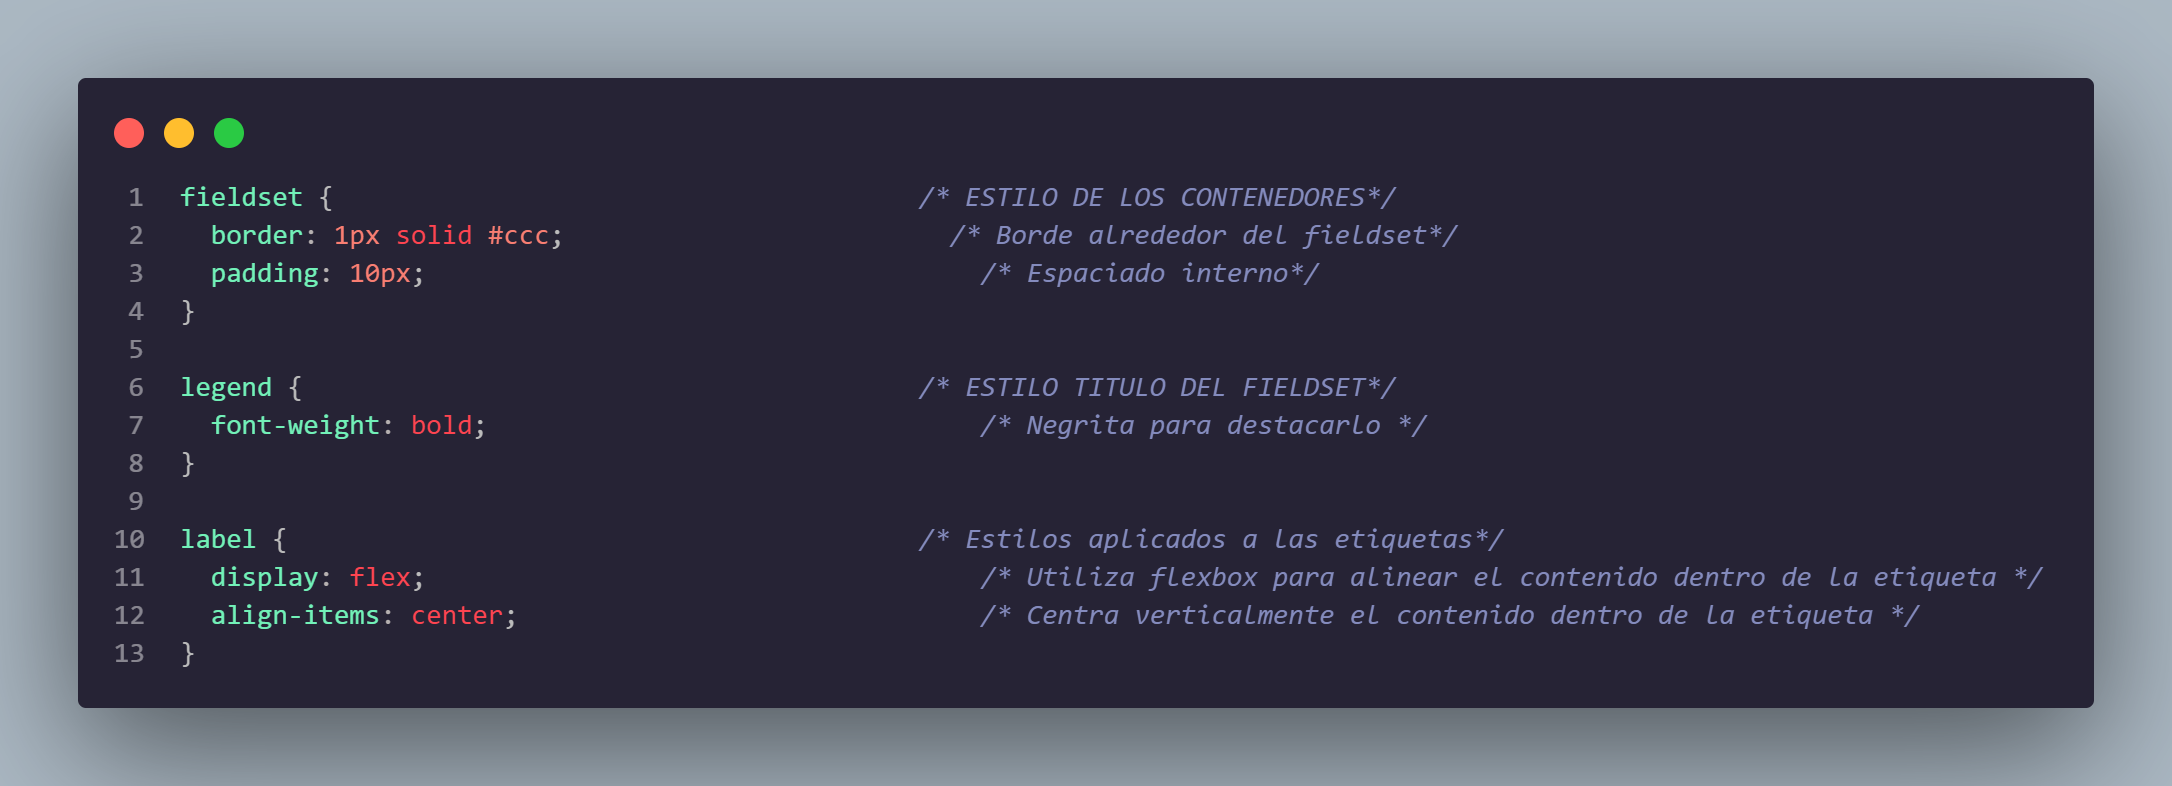 1 fieldset { /* ESTILO DE LOS CONTENEDORES*/
2 border: 1px solid #ccc; /* Borde alrededor del fieldset*/
3 padding: 10px; /* Espaciado interno*/
4 }
5
6 legend { /* ESTILO TITULO DEL FIELDSET*/
7 font-weight: bold; /* Negrita para destacarlo */
8 }
9
10 label { /* Estilos aplicados a las etiquetas*/
11 display: flex; /* Utiliza flexbox para alinear el contenido dentro de la etiqueta */
12 align-items: center; /* Centra verticalmente el contenido dentro de la etiqueta */
13 }